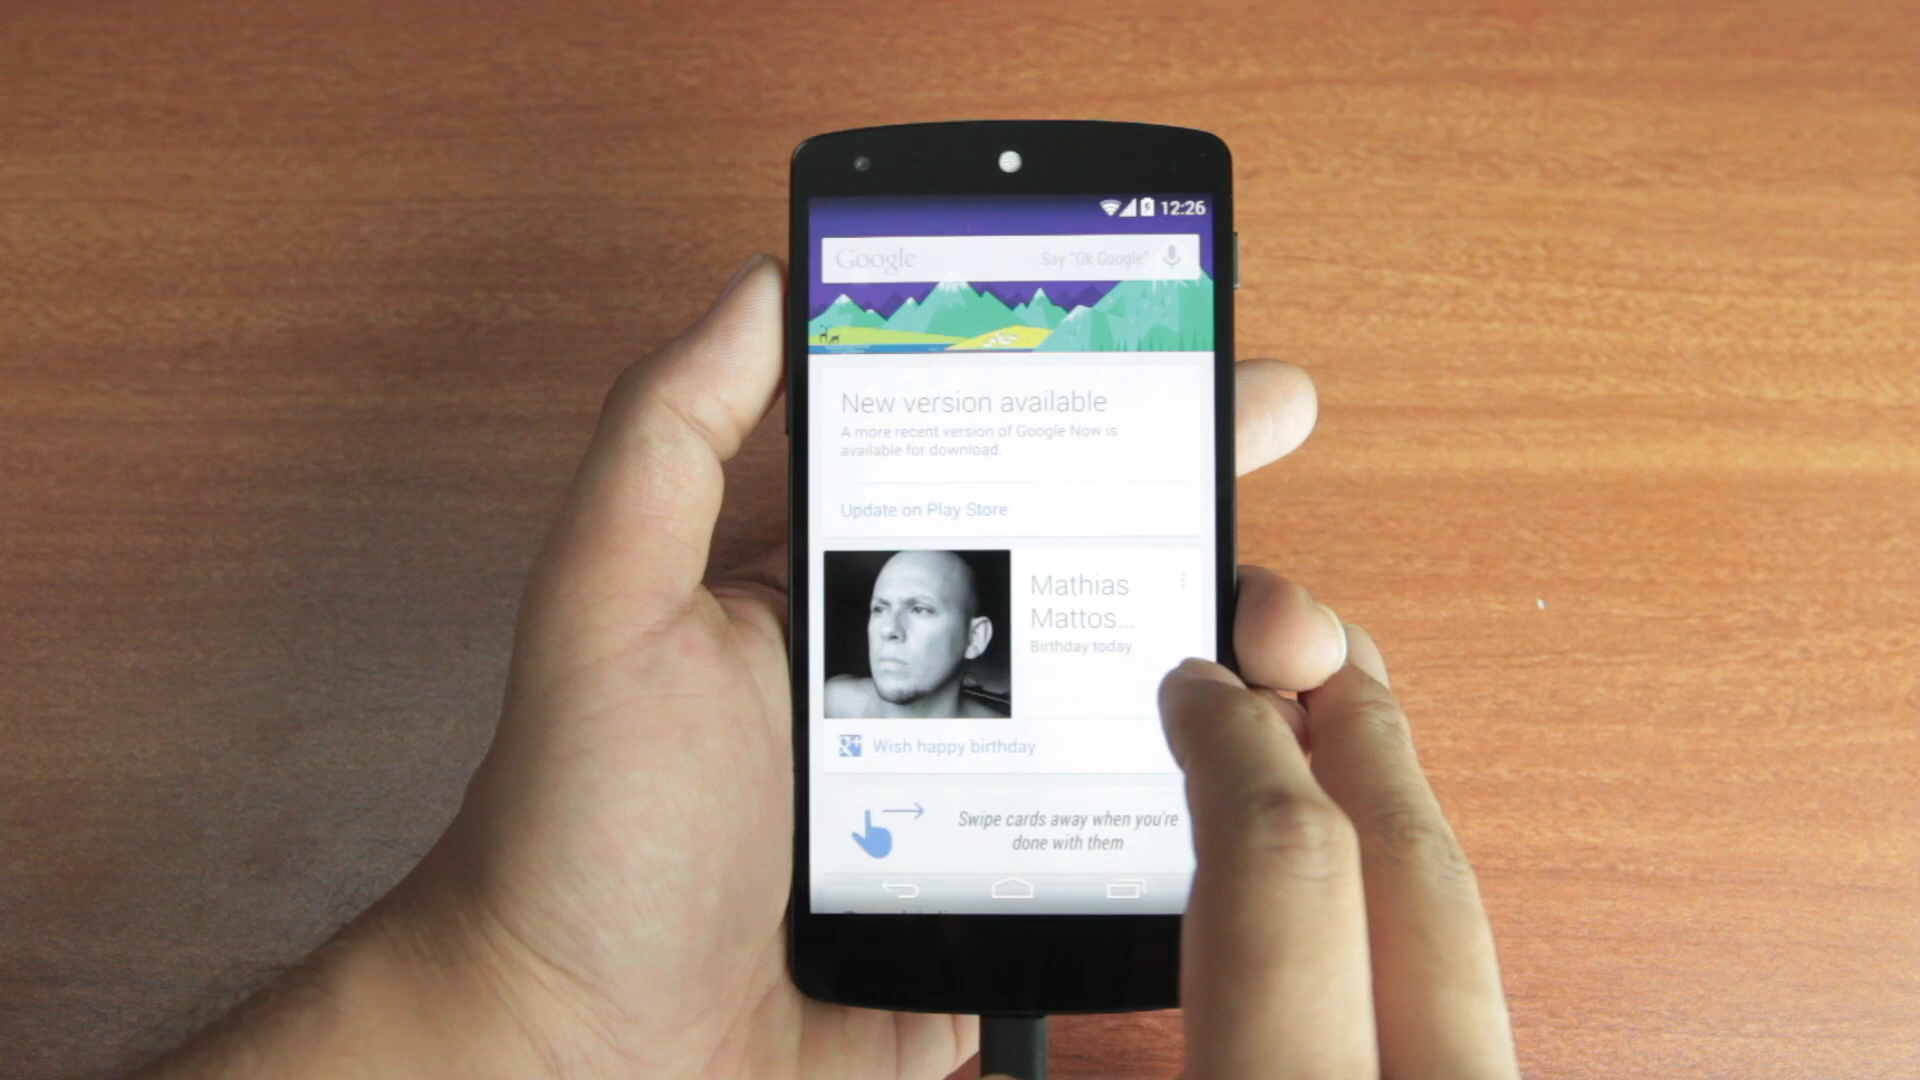 12:26
Google Say "Ok Google"
New version available
A more recent version of Google Now is
available for download.
Update on Play Store
Mathias
Mattos...
Birthday today
g+ Wish happy birthday
Swipe cards away when you're
done with them